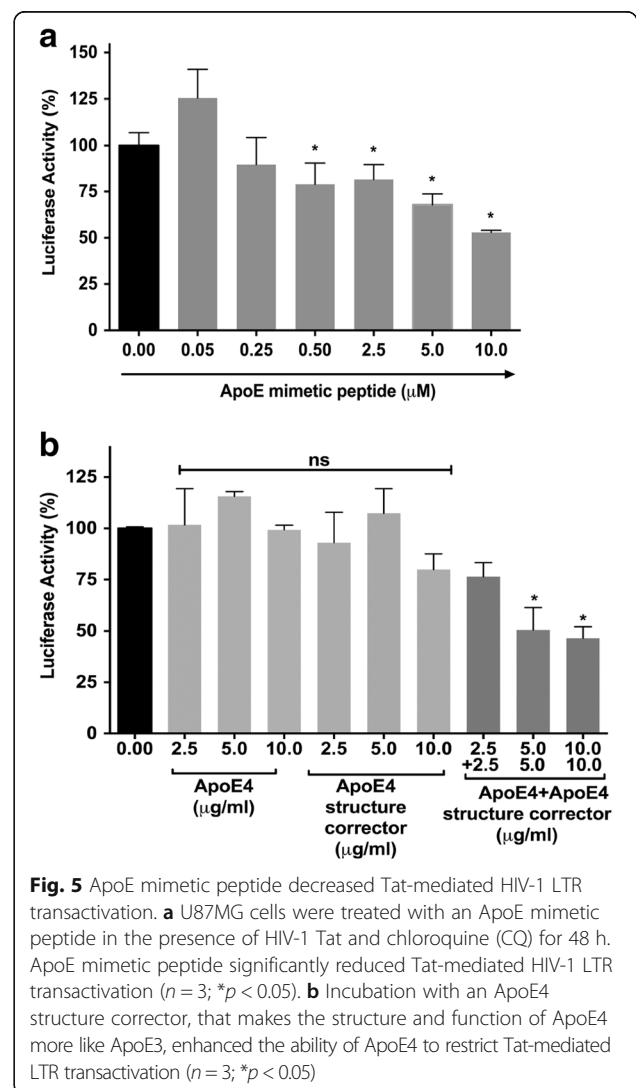 a
150
125
100
75
50
25
0
Luciferase Activity (%)
* * * *
0.00 0.05 0.25 0.50 2.5 5.0 10.0
ApoE mimetic peptide (μM)
b
ns
125
100
75
50
25
0
Luciferase Activity (%)
* *
0.00 2.5 5.0 10.0 2.5 5.0 10.0 2.5 5.0 10.0
+2.5 5.0 10.0
ApoE4
(μg/ml)
ApoE4
structure
corrector
(μg/ml)
ApoE4+ApoE4
structure corrector
(μg/ml)
Fig. 5 ApoE mimetic peptide decreased Tat-mediated HIV-1 LTR
transactivation. a U87MG cells were treated with an ApoE mimetic
peptide in the presence of HIV-1 Tat and chloroquine (CQ) for 48 h.
ApoE mimetic peptide significantly reduced Tat-mediated HIV-1 LTR
transactivation (n = 3; *p < 0.05). b Incubation with an ApoE4
structure corrector, that makes the structure and function of ApoE4
more like ApoE3, enhanced the ability of ApoE4 to restrict Tat-mediated
LTR transactivation (n = 3; *p < 0.05)